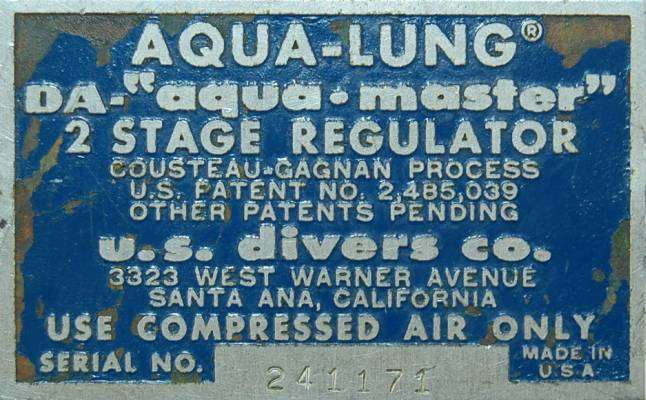 AQUA-LUNG®
DA-"aqua·master"
2 STAGE REGULATOR
COUSTEAU-GAGNAN PROCESS
U.S. PATENT NO. 2,485,039
OTHER PATENTS PENDING
u.s. divers co.
3323 WEST WARNER AVENUE
SANTA ANA, CALIFORNIA
USE COMPRESSED AIR ONLY
SERIAL NO. 241171 MADE IN
U S A